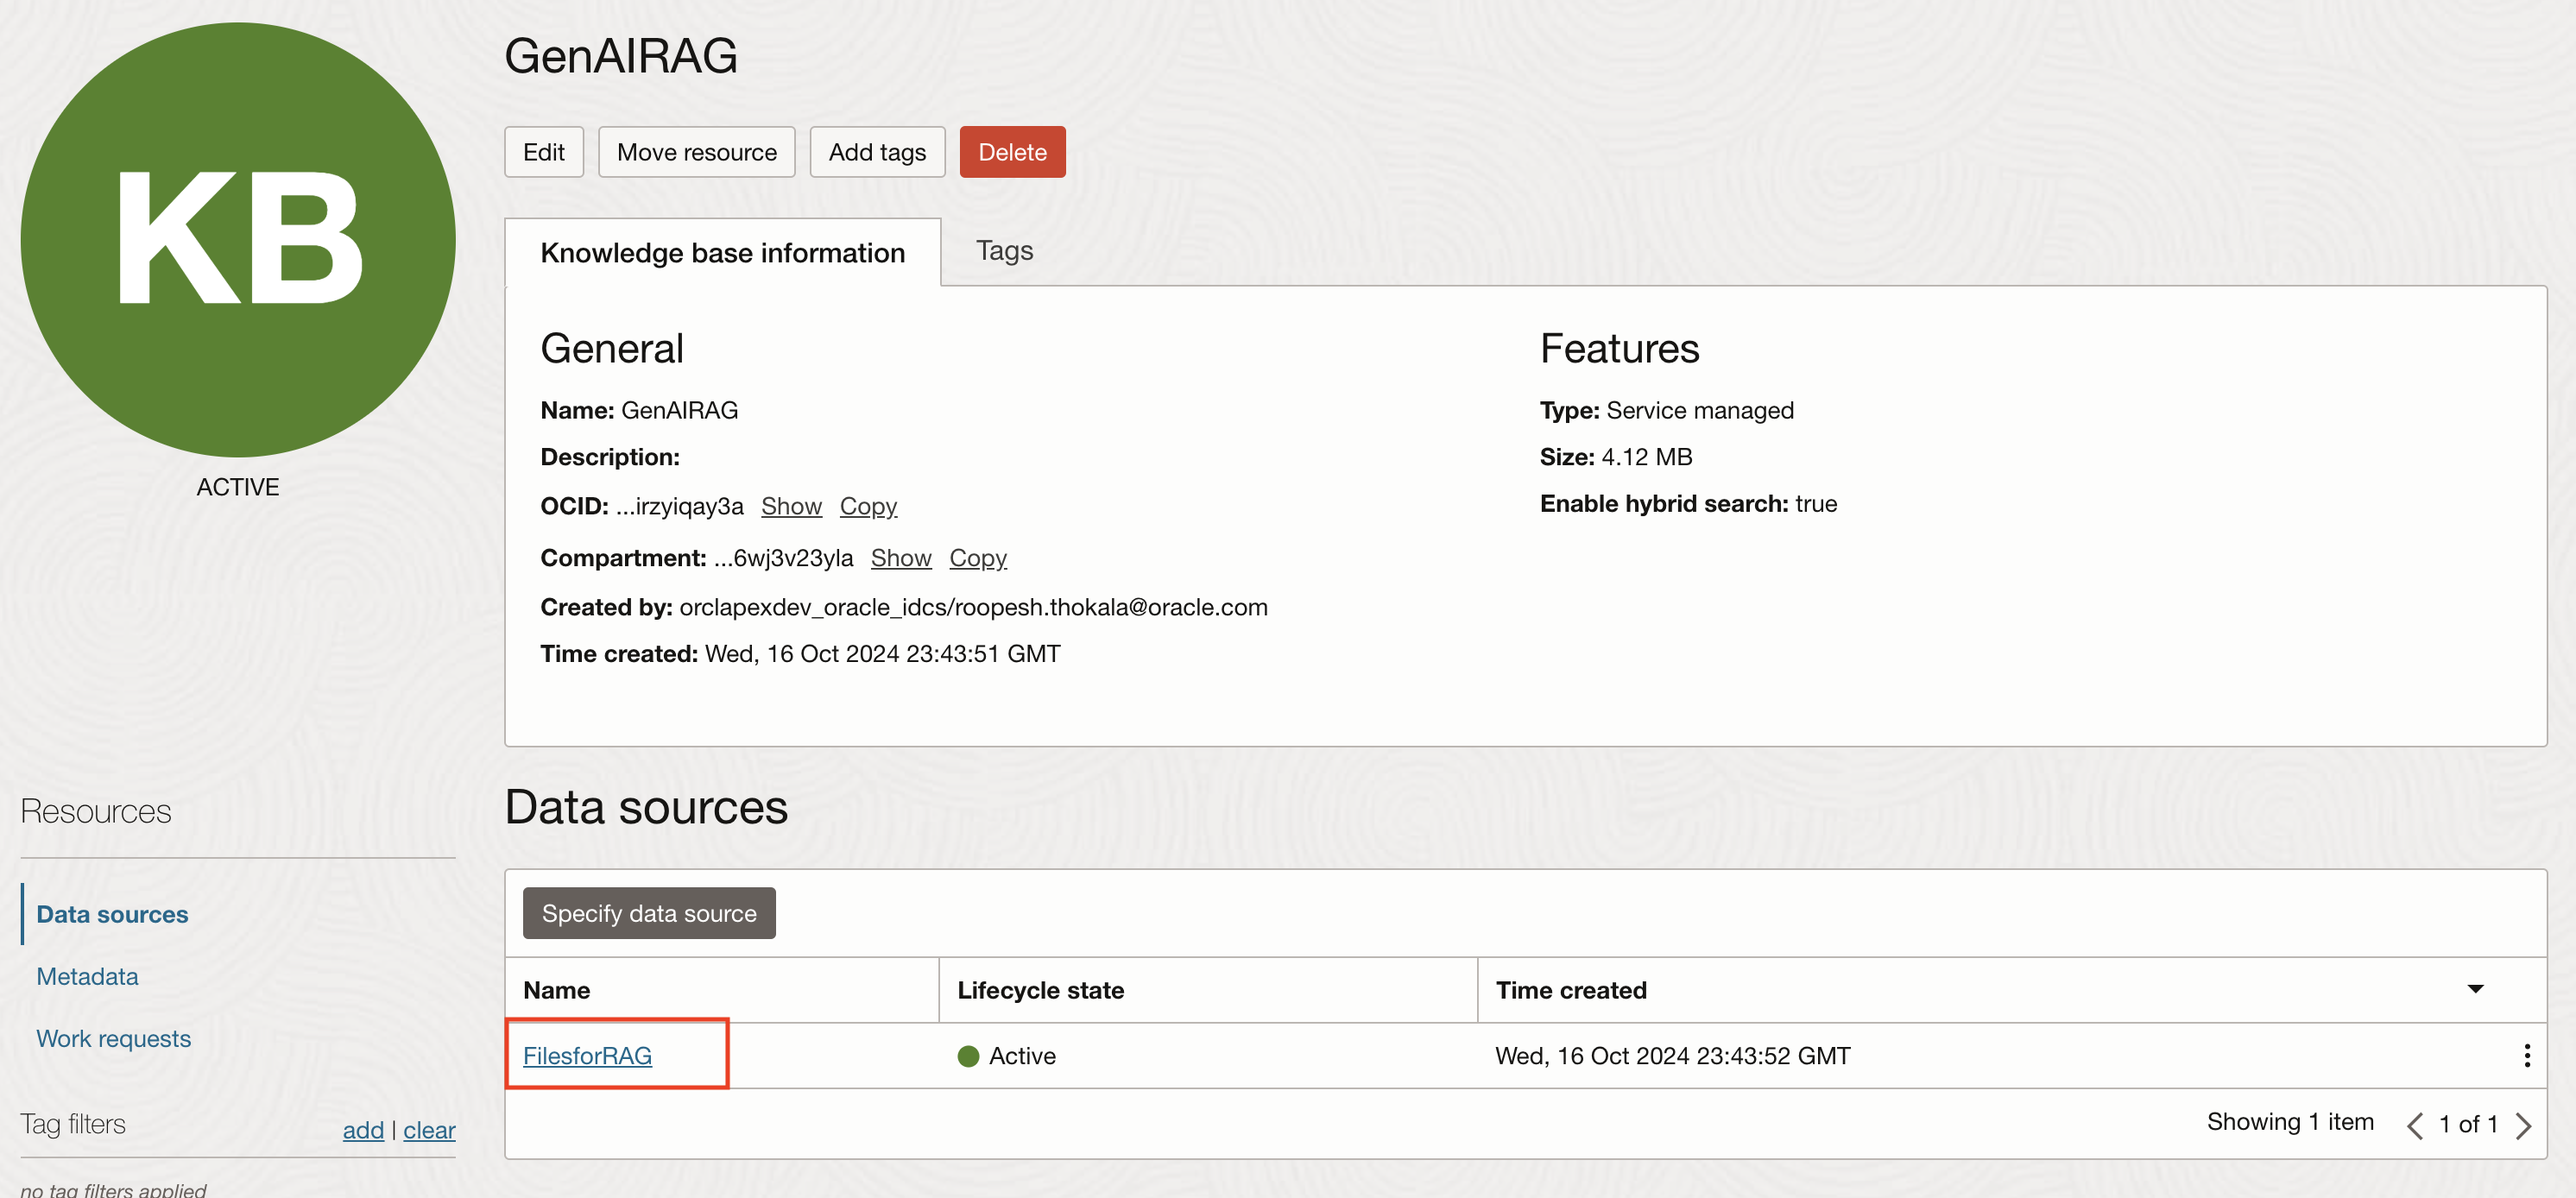 KB
ACTIVE
GenAIRAG
Edit Move resource Add tags Delete
Knowledge base information Tags
General
Name: GenAIRAG
Description:
OCID: ...irzyiqay3a Show Copy
Compartment: ...6wj3v23yla Show Copy
Created by: orclapexdev_oracle_idcs/roopesh.thokala@oracle.com
Time created: Wed, 16 Oct 2024 23:43:51 GMT
Features
Type: Service managed
Size: 4.12 MB
Enable hybrid search: true
Resources
Data sources
Metadata
Work requests
Tag filters add | clear
no tag filters applied
Data sources
Specify data source
Name Lifecycle state Time created
FilesforRAG Active Wed, 16 Oct 2024 23:43:52 GMT
Showing 1 item 1 of 1